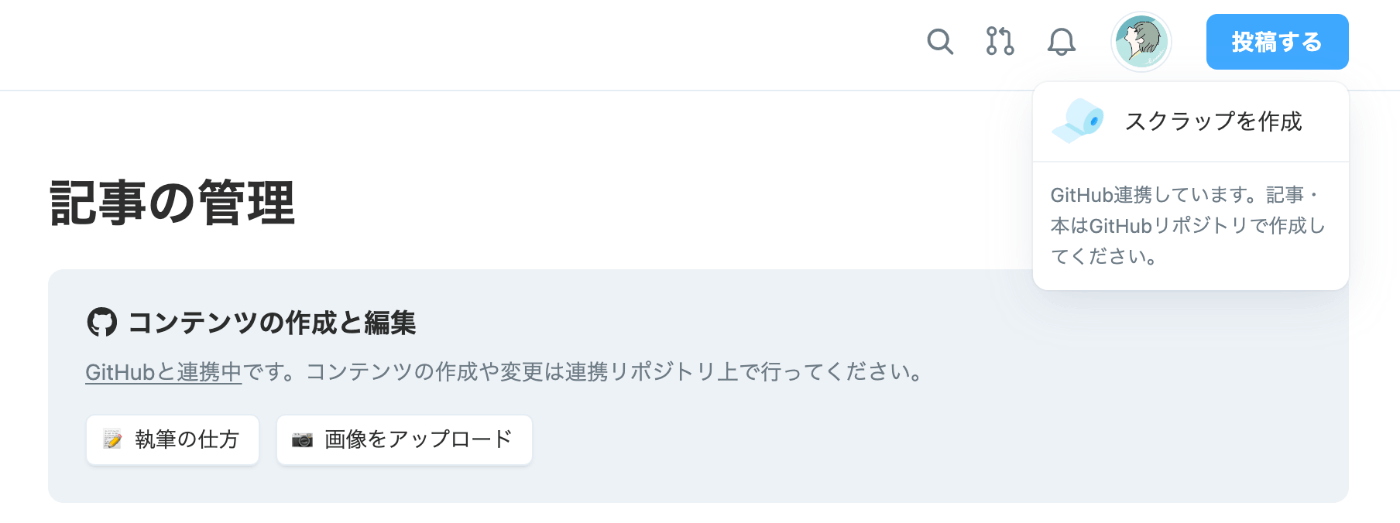 投稿する
スクラップを作成
GitHub連携しています。記事・
本はGitHubリポジトリで作成し
てください。
記事の管理
コンテンツの作成と編集
GitHubと連携中です。コンテンツの作成や変更は連携リポジトリ上で行ってください。
執筆の仕方
画像をアップロード